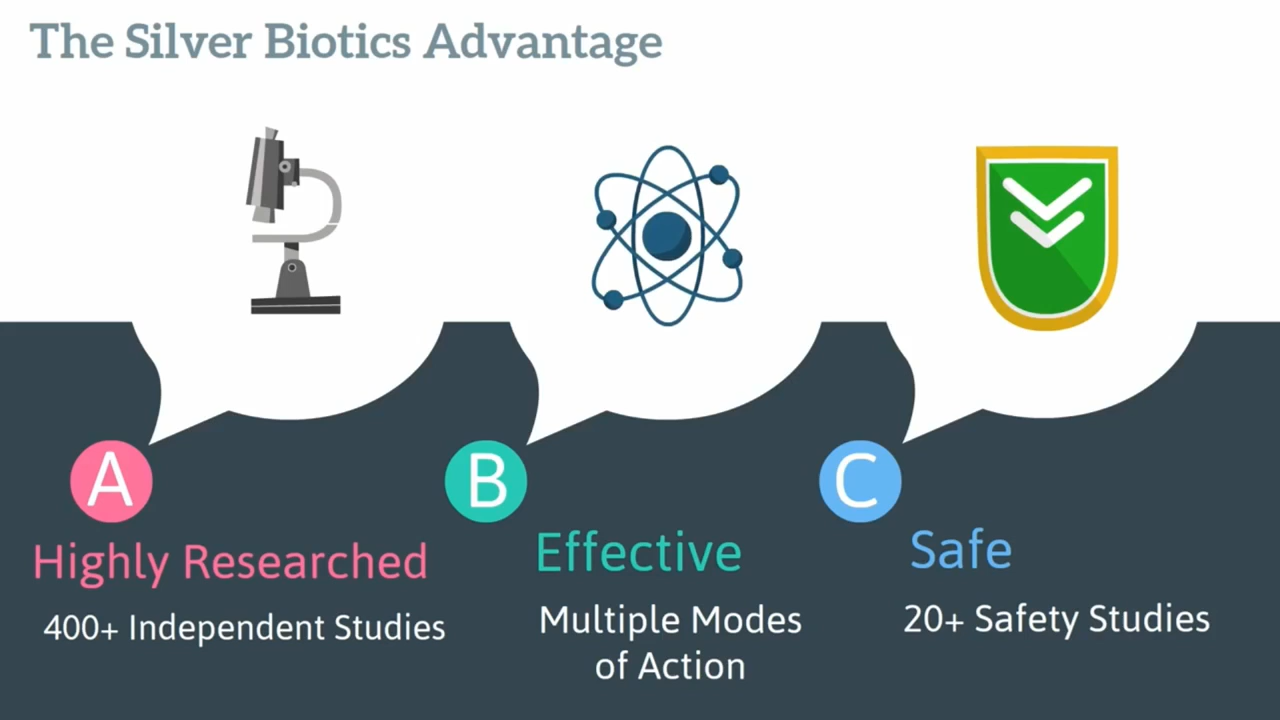 The Silver Biotics Advantage
A
Highly Researched
400+ Independent Studies
B
Effective
Multiple Modes
of Action
C
Safe
20+ Safety Studies